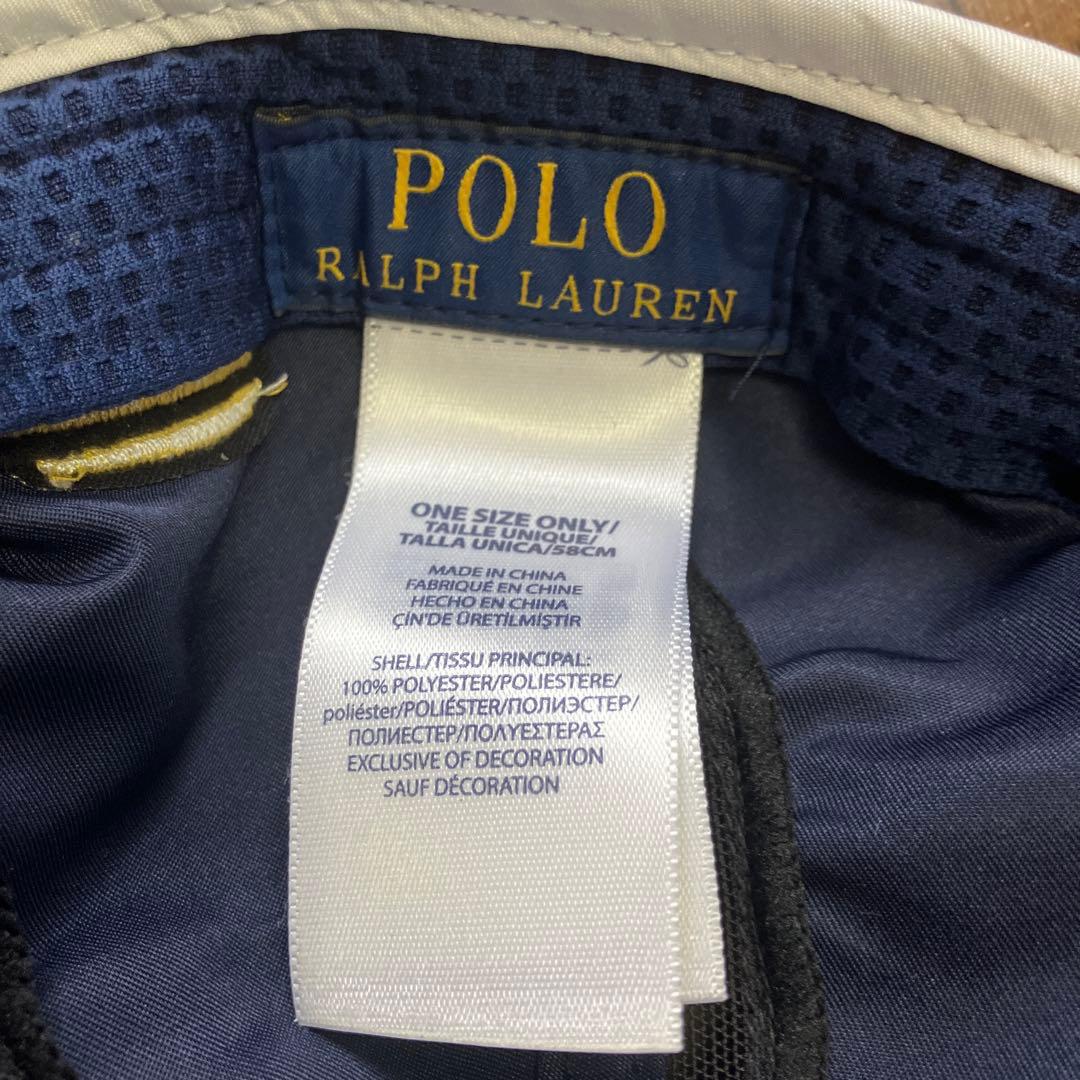 POLO
RALPH LAUREN
ONE SIZE ONLY/
TAILLE UNIQUE/
TALLA UNICA/58CM
MADE IN CHINA
FABRIQUÉ EN CHINE
HECHO EN CHINA
ÇİN'DE ÜRETİLMİŞTİR
SHELL/TISSU PRINCIPAL:
100% POLYESTER/POLIESTERE/
poliéster/POLIÉSTER/ПОЛИЭСТЕР/
ПОЛИЕСТЕР/ΠΟΛΥΕΣΤΕΡΑΣ
EXCLUSIVE OF DECORATION
SAUF DÉCORATION